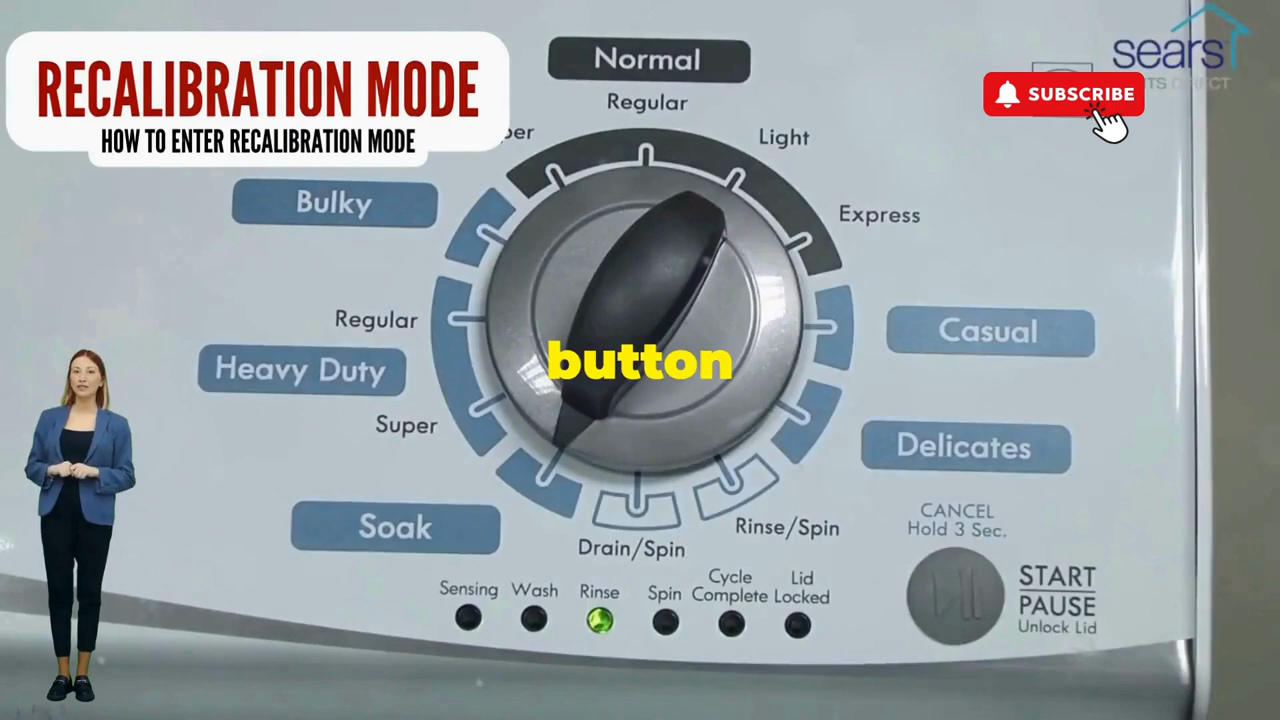 RECALIBRATION MODE
HOW TO ENTER RECALIBRATION MODE
sears
DIRECT
SUBSCRIBE
Normal
Regular
Light
Express
Bulky
Regular
Heavy Duty
Super
Casual
Delicates
button
Soak
Drain/Spin
Rinse/Spin
CANCEL
Hold 3 Sec.
START
PAUSE
Unlock Lid
Sensing
Wash
Rinse
Spin
Cycle
Complete
Lid
Locked